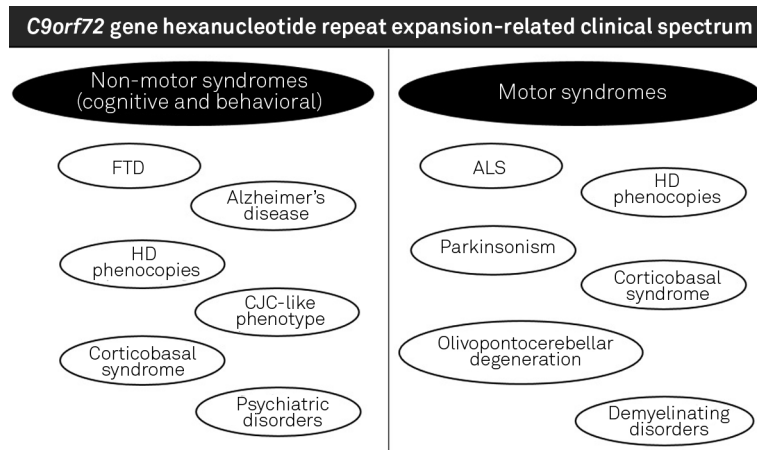 C9orf72 gene hexanucleotide repeat expansion-related clinical spectrum
Non-motor syndromes
(cognitive and behavioral)
FTD
Alzheimer's
disease
HD
phenocopies
CJC-like
phenotype
Corticobasal
syndrome
Psychiatric
disorders
Motor syndromes
ALS
HD
phenocopies
Parkinsonism
Corticobasal
syndrome
Olivopontocerebellar
degeneration
Demyelinating
disorders